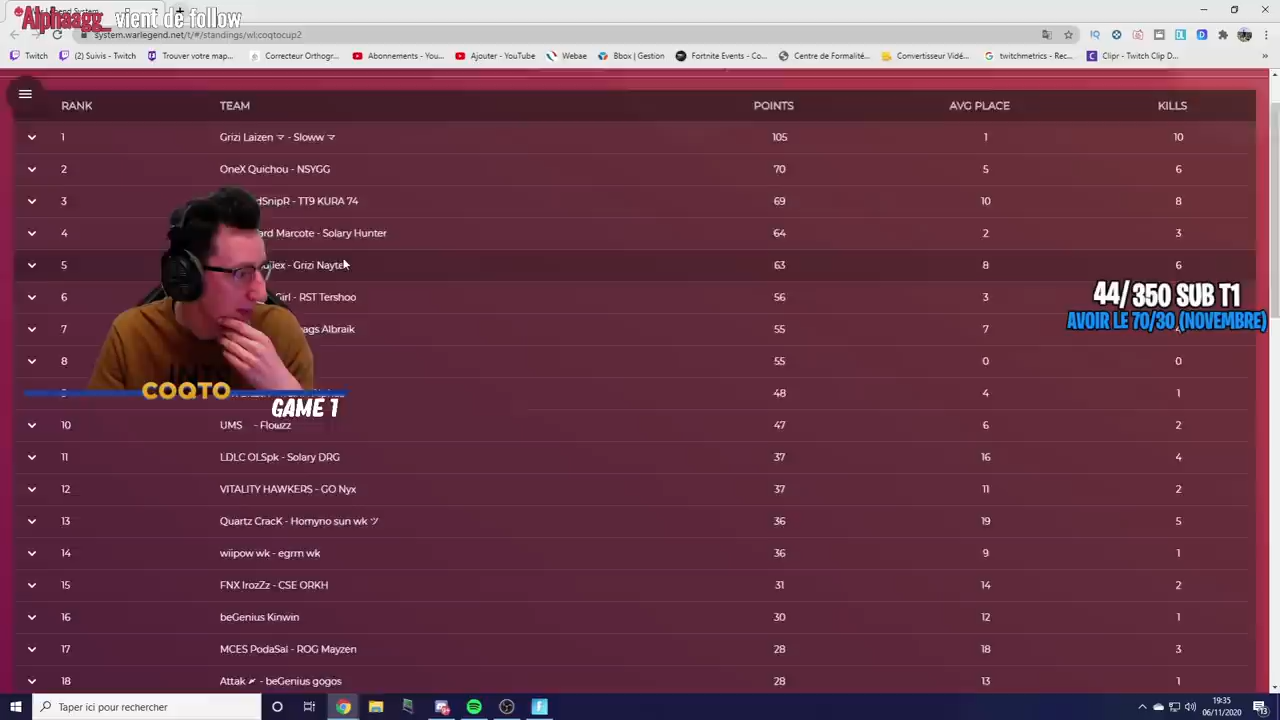 Alphaagg_ vient de follow
system.warlegend.net/t/#/standings/wl:coqtocup2
Twitch (2) Suivis - Twitch Trouver votre map... Correcteur Orthogr... Abonnements - You... Ajouter - YouTube Webae Bbox | Gestion Fortnite Events - Co... Centre de Formalité... Convertisseur Vidé... twitchmetrics - Rec... Clipr - Twitch Clip D...
RANK TEAM POINTS AVG PLACE KILLS
1 Grizi Laizen マ - Sloww マ 105 1 10
2 OneX Quichou - NSYGG 70 5 6
3 dSnipR - TT9 KURA 74 69 10 8
4 ard Marcote - Solary Hunter 64 2 3
5 - Grizi Nayte 63 8 6
6 Girl - RST Tershoo 56 3
7 ags Albraik 55 7
8 55 0 0
48 4 1
10 UMS - Flowzz 47 6 2
11 LDLC OLSpk - Solary DRG 37 16 4
12 VITALITY HAWKERS - GO Nyx 37 11 2
13 Quartz CracK - Homyno sun wk ツ 36 19 5
14 wiipow wk - egrm wk 36 9 1
15 FNX IrozZz - CSE ORKH 31 14 2
16 beGenius Kinwin 30 12 1
17 MCES PodaSai - ROG Mayzen 28 18 3
18 Attak - beGenius gogos 28 13 1
44/350 SUB T1
AVOIR LE 70/30 (NOVEMBRE)
COQTO
GAME 1
Taper ici pour rechercher
19:35
06/11/2020